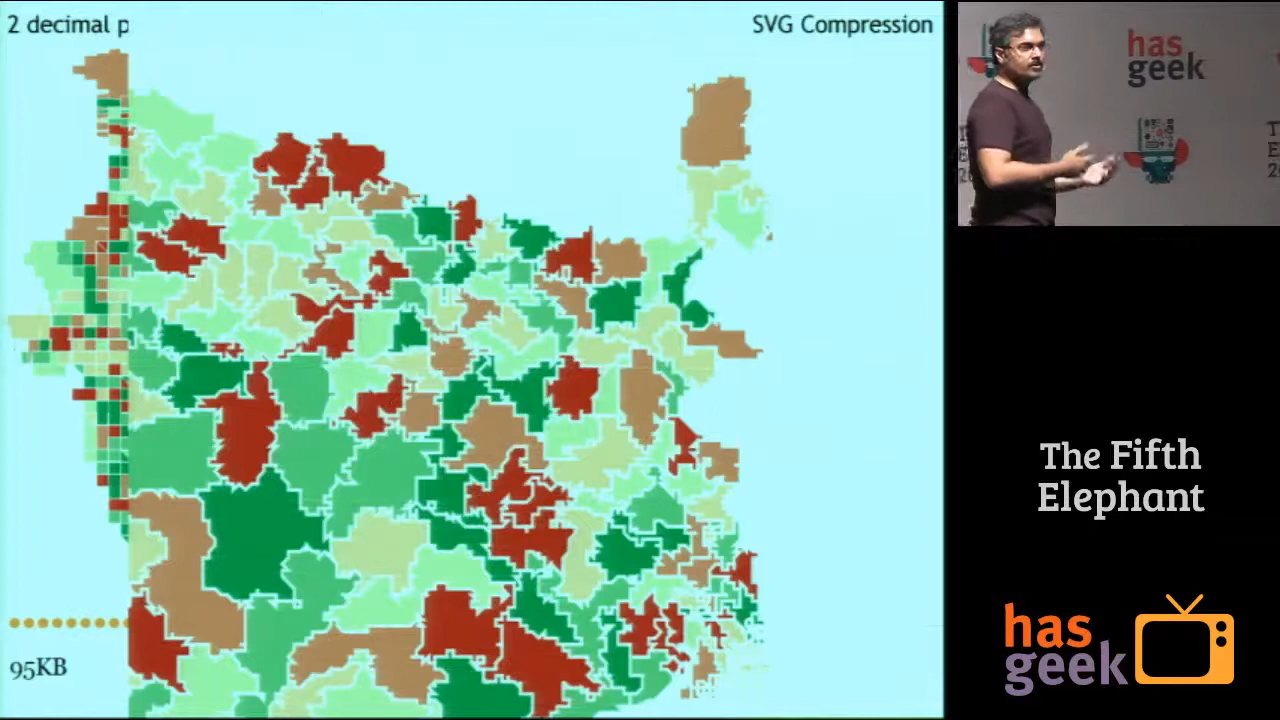 2 decimal p
SVG Compression
95KB
has
geek
The Fifth
Elephant
has
geek